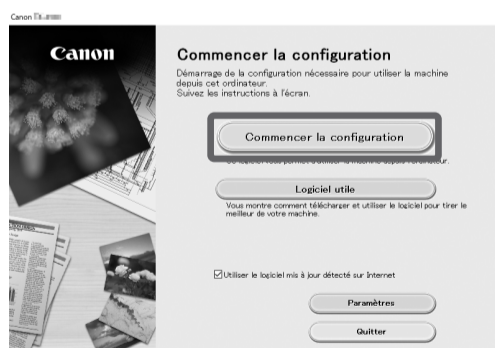 Canon
Canon
Commencer la configuration
Démarrage de la configuration nécessaire pour utiliser la machine
depuis cet ordinateur.
Suivez les instructions à l'écran.
Commencer la configuration
Logiciel utile
Vous montre comment télécharger et utiliser le logiciel pour tirer le
meilleur de votre machine.
Utiliser le logiciel mis à jour détecté sur Internet
Paramètres
Quitter